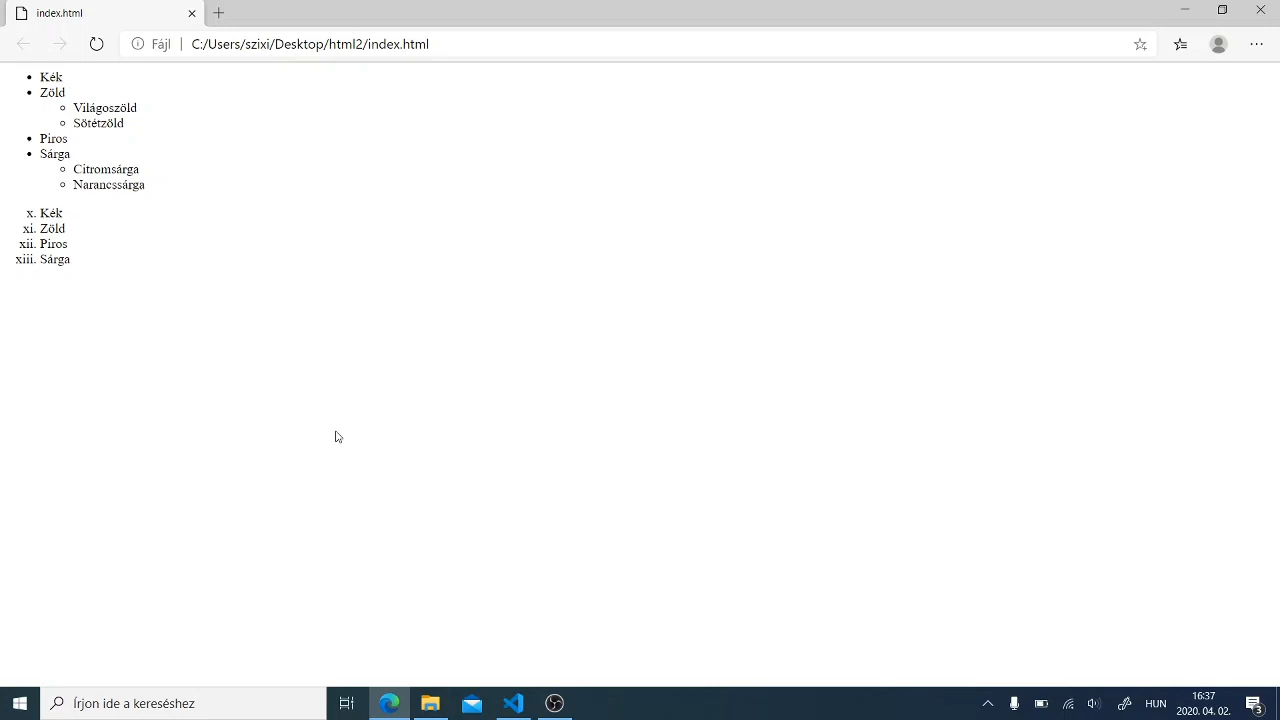 index.html
Fájl
C:/Users/szixi/Desktop/html2/index.html
• Kék
• Zöld
○ Világoszöld
○ Sötétzöld
• Piros
• Sárga
○ Citromsárga
○ Narancssárga
x. Kék
xi. Zöld
xii. Piros
xiii. Sárga
Írjon ide a kereséshez
HUN
16:37
2020. 04. 02.
3